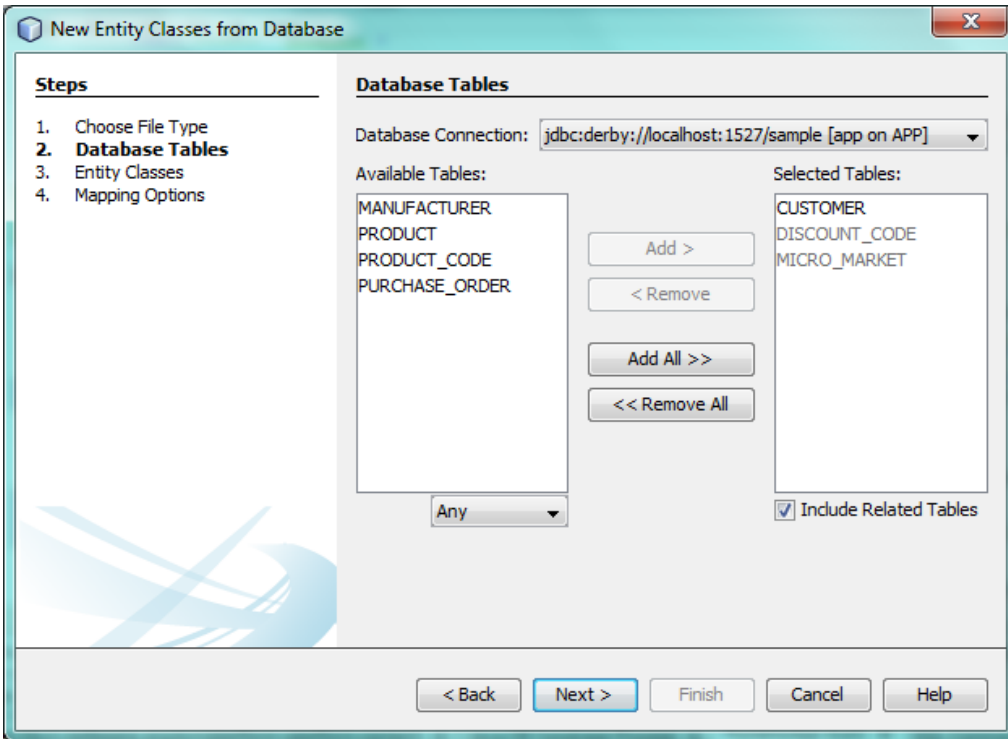 New Entity Classes from Database
X
Steps
1. Choose File Type
2. Database Tables
3. Entity Classes
4. Mapping Options
Database Tables
Database Connection: jdbc:derby://localhost:1527/sample [app on APP]
Available Tables:
MANUFACTURER
PRODUCT
PRODUCT_CODE
PURCHASE_ORDER
Any
Add >
< Remove
Add All >>
<< Remove All
Selected Tables:
CUSTOMER
DISCOUNT_CODE
MICRO_MARKET
Include Related Tables
< Back Next > Finish Cancel Help